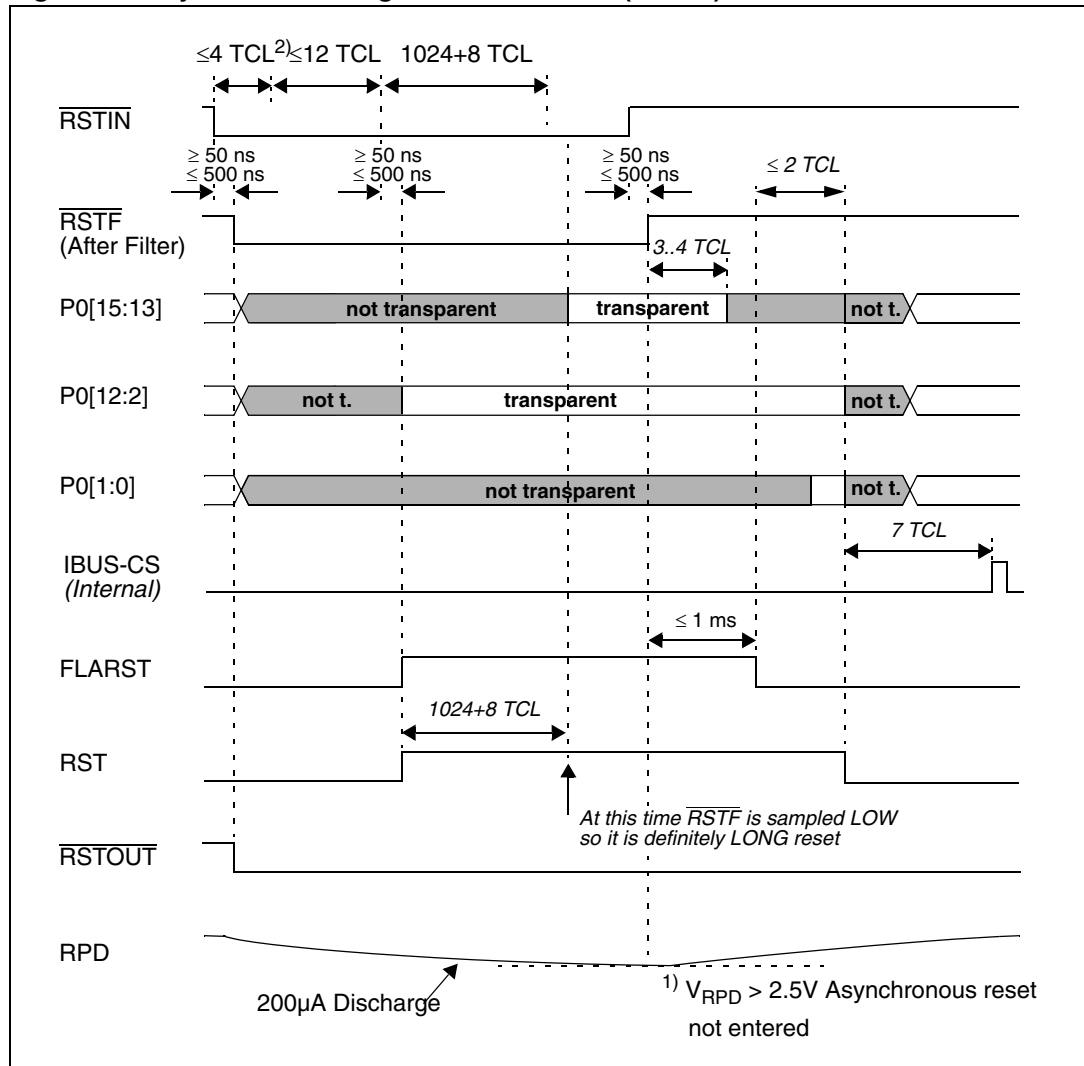 ≤4 TCL2) ≤12 TCL 1024+8 TCL
RSTIN
≥ 50 ns ≥ 50 ns ≥ 50 ns
≤ 500 ns ≤ 500 ns ≤ 500 ns ≤ 2 TCL
RSTF
(After Filter)
3..4 TCL
P0[15:13] not transparent transparent not t.
P0[12:2] not t. transparent not t.
P0[1:0] not transparent not t.
7 TCL
IBUS-CS
(Internal)
≤ 1 ms
FLARST
1024+8 TCL
RST
At this time RSTF is sampled LOW
so it is definitely LONG reset
RSTOUT
RPD
200µA Discharge
1) VRPD > 2.5V Asynchronous reset
not entered